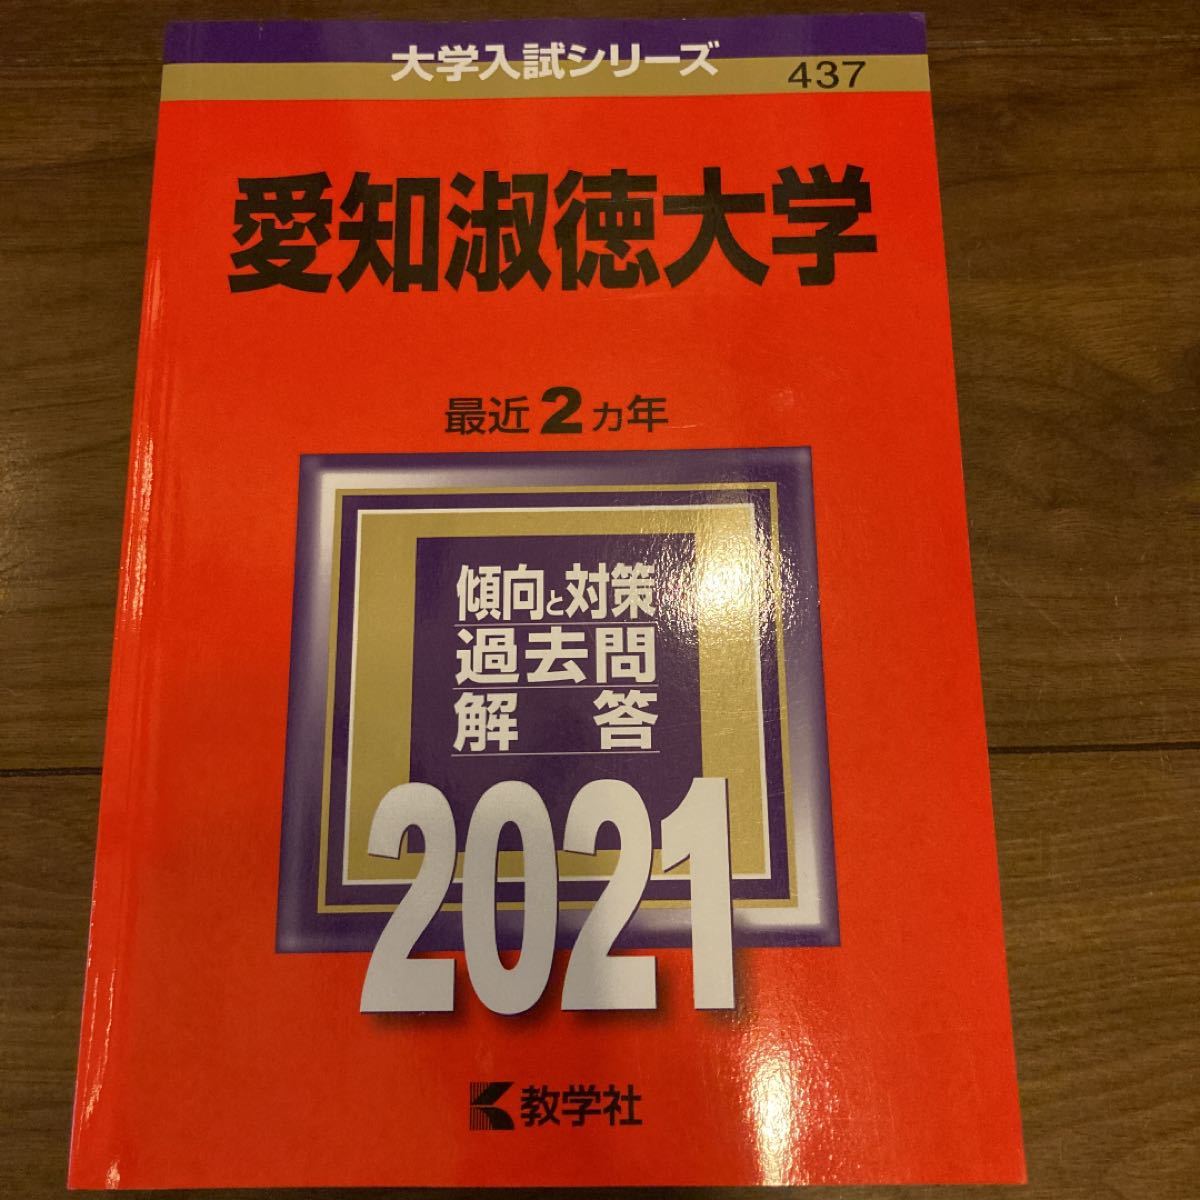 大学入試シリーズ
437
愛知淑徳大学
最近2カ年
傾向と対策
過去問
解答
2021
教学社